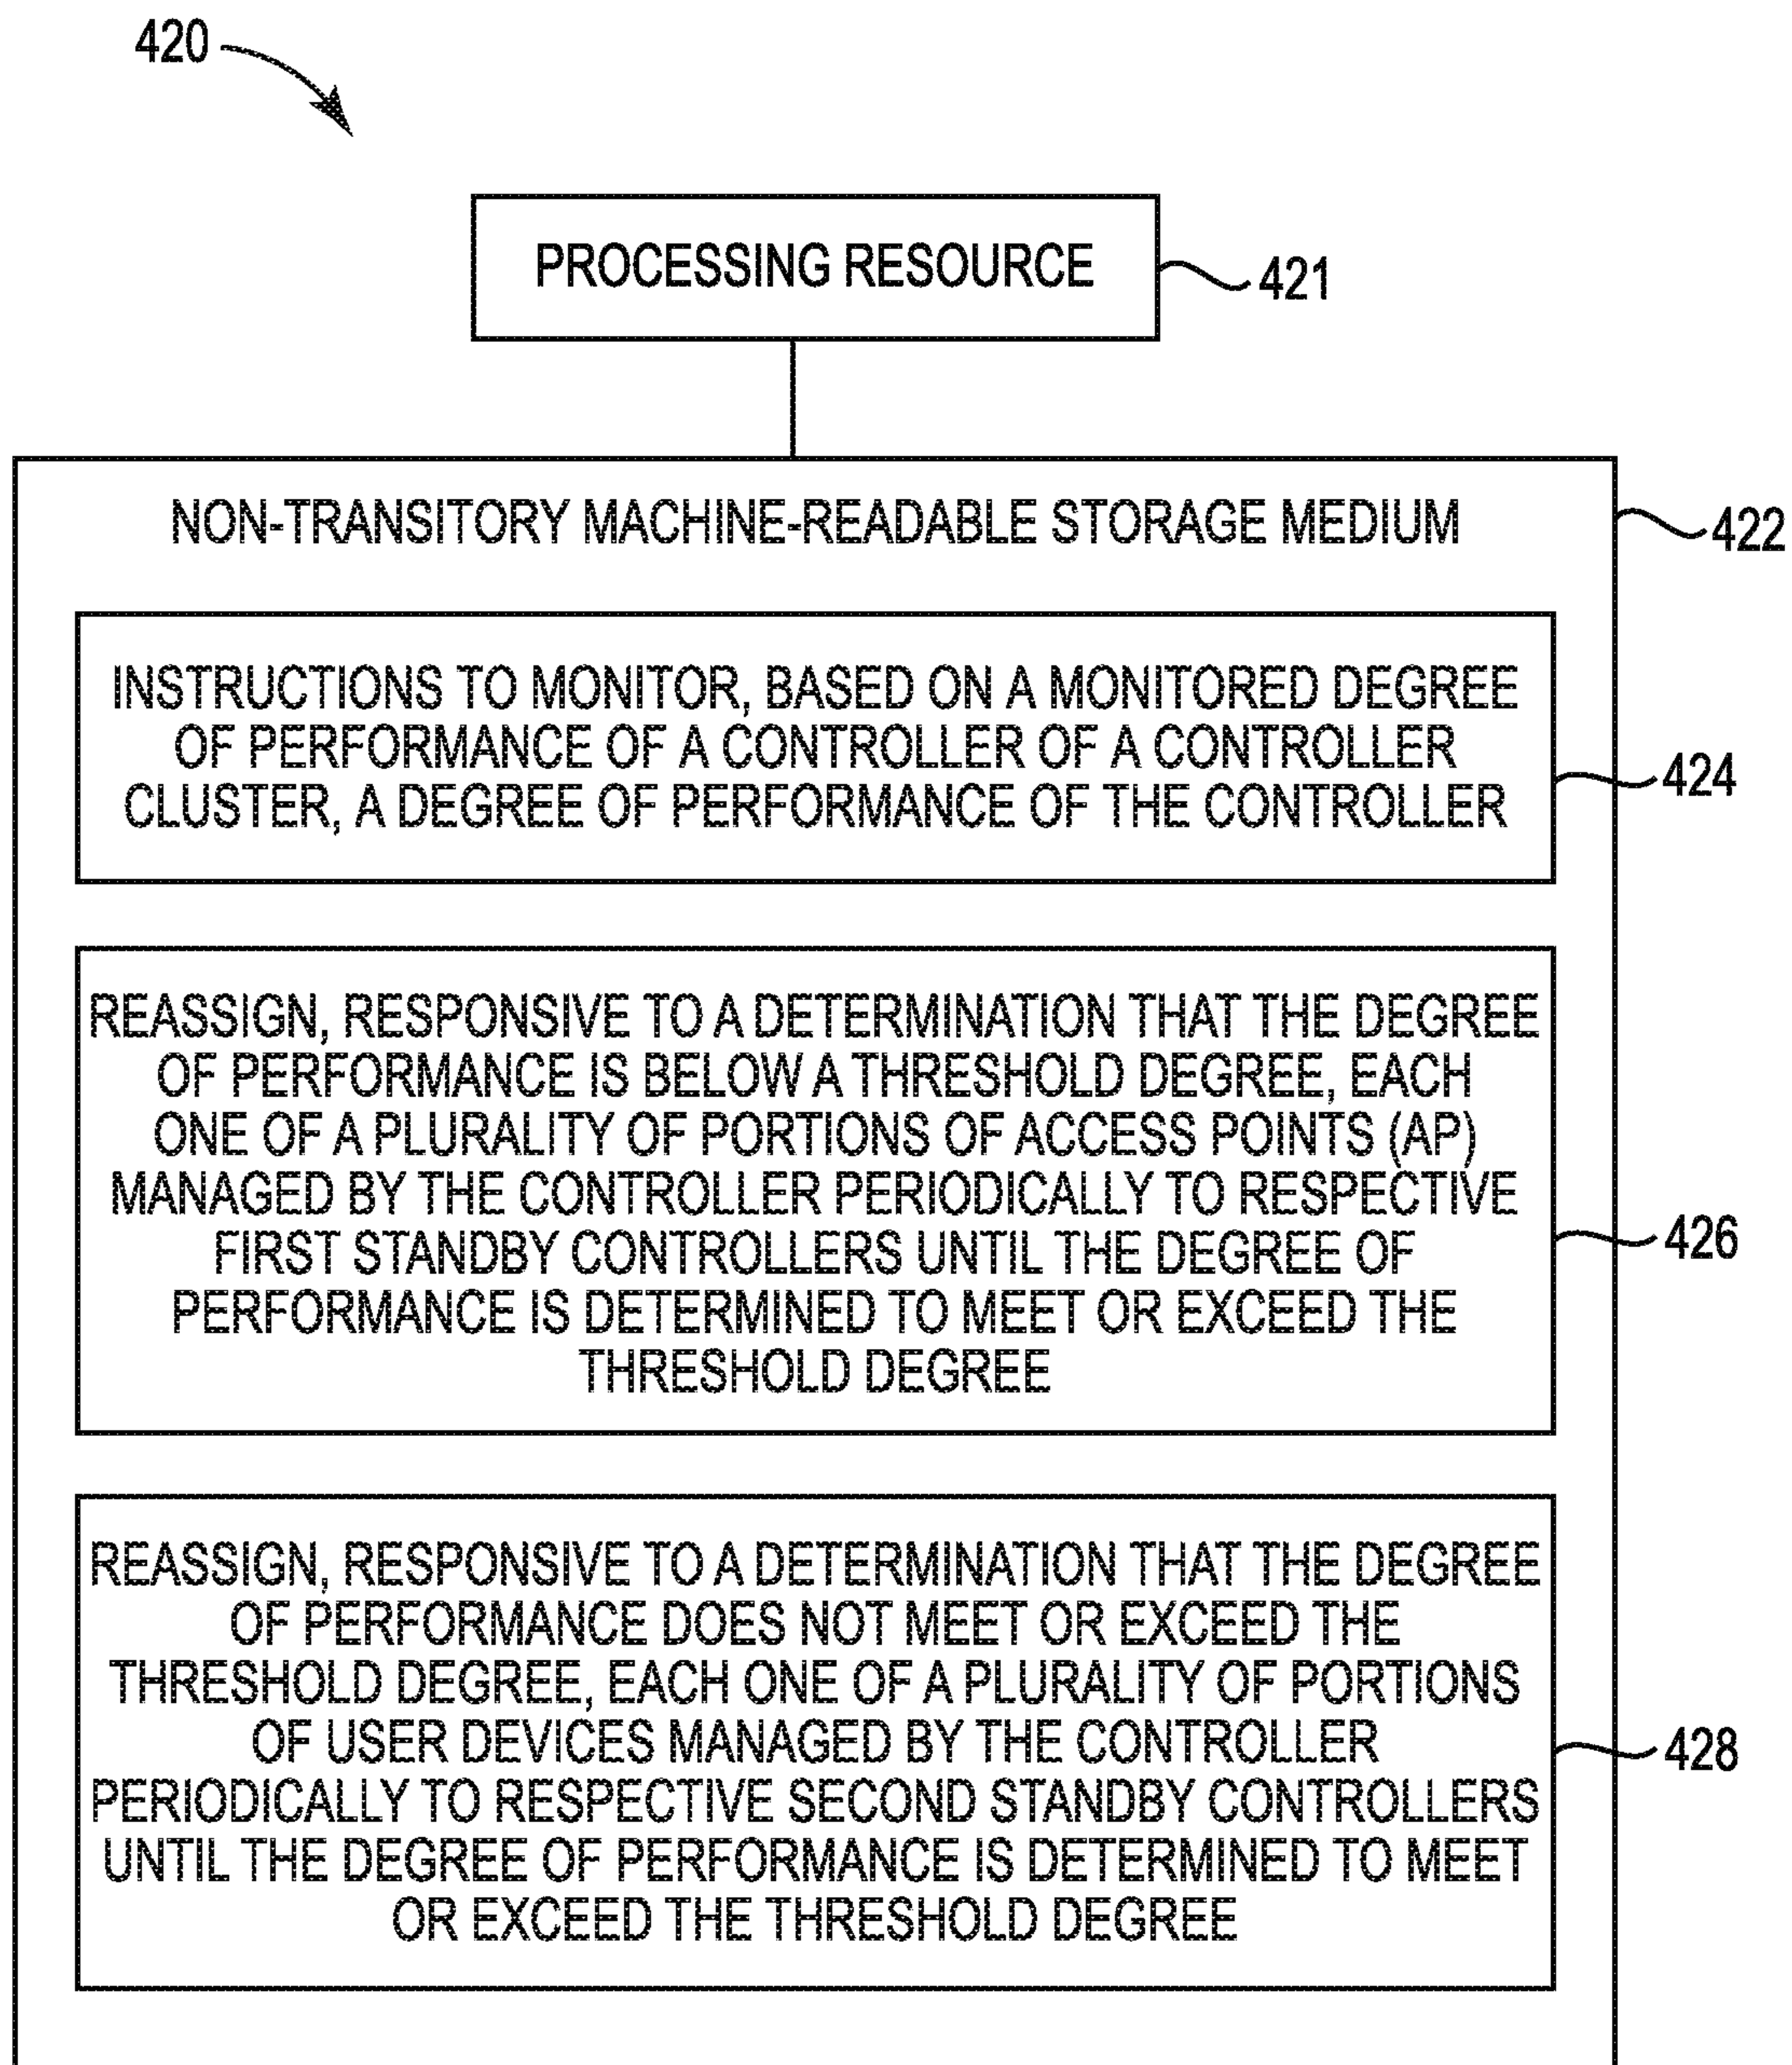 420
PROCESSING RESOURCE
421
NON-TRANSITORY MACHINE-READABLE STORAGE MEDIUM
422
INSTRUCTIONS TO MONITOR, BASED ON A MONITORED DEGREE
OF PERFORMANCE OF A CONTROLLER OF A CONTROLLER
CLUSTER, A DEGREE OF PERFORMANCE OF THE CONTROLLER
424
REASSIGN, RESPONSIVE TO A DETERMINATION THAT THE DEGREE
OF PERFORMANCE IS BELOW A THRESHOLD DEGREE, EACH
ONE OF A PLURALITY OF PORTIONS OF ACCESS POINTS (AP)
MANAGED BY THE CONTROLLER PERIODICALLY TO RESPECTIVE
FIRST STANDBY CONTROLLERS UNTIL THE DEGREE OF
PERFORMANCE IS DETERMINED TO MEET OR EXCEED THE
THRESHOLD DEGREE
426
REASSIGN, RESPONSIVE TO A DETERMINATION THAT THE DEGREE
OF PERFORMANCE DOES NOT MEET OR EXCEED THE
THRESHOLD DEGREE, EACH ONE OF A PLURALITY OF PORTIONS
OF USER DEVICES MANAGED BY THE CONTROLLER
PERIODICALLY TO RESPECTIVE SECOND STANDBY CONTROLLERS
UNTIL THE DEGREE OF PERFORMANCE IS DETERMINED TO MEET
OR EXCEED THE THRESHOLD DEGREE
428